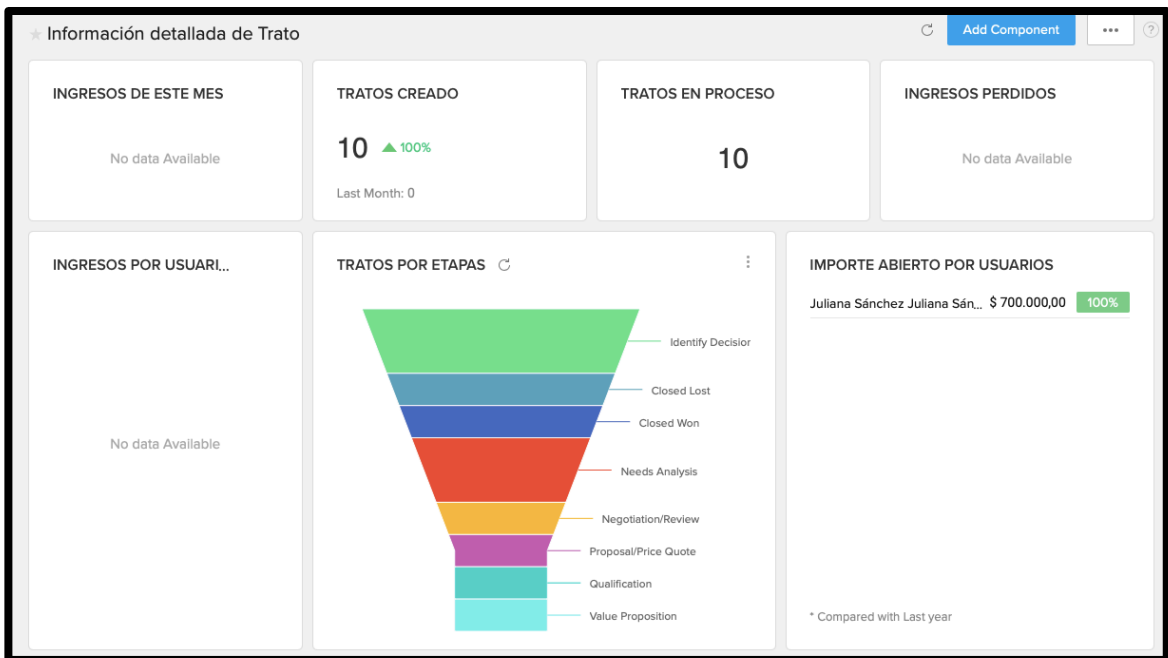 Información detallada de Trato
Add Component
INGRESOS DE ESTE MES
No data Available
TRATOS CREADO
10 100%
Last Month: 0
TRATOS EN PROCESO
10
INGRESOS PERDIDOS
No data Available
INGRESOS POR USUARI...
No data Available
TRATOS POR ETAPAS
Identify Decision
Closed Lost
Closed Won
Needs Analysis
Negotiation/Review
Proposal/Price Quote
Qualification
Value Proposition
IMPORTE ABIERTO POR USUARIOS
Juliana Sánchez Juliana Sán... $ 700.000,00 100%
* Compared with Last year